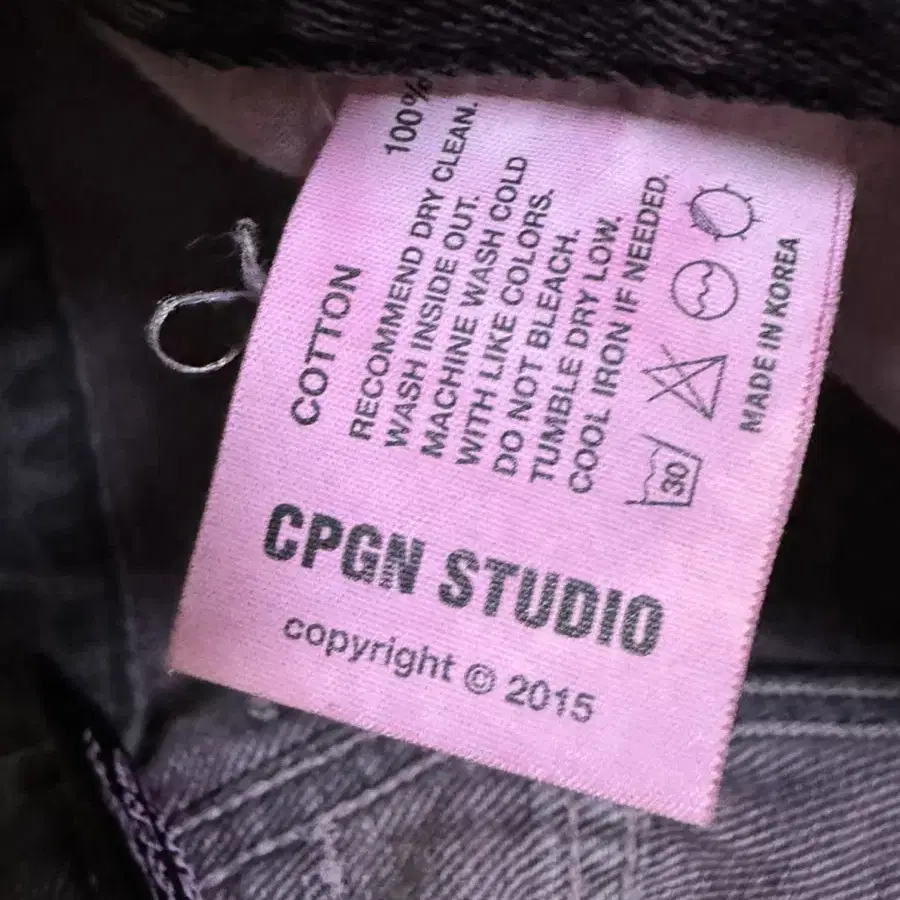 COTTON 100%
RECOMMEND DRY CLEAN.
WASH INSIDE OUT.
MACHINE WASH COLD
WITH LIKE COLORS.
DO NOT BLEACH.
TUMBLE DRY LOW.
COOL IRON IF NEEDED.
30
MADE IN KOREA
CPGN STUDIO
copyright © 2015